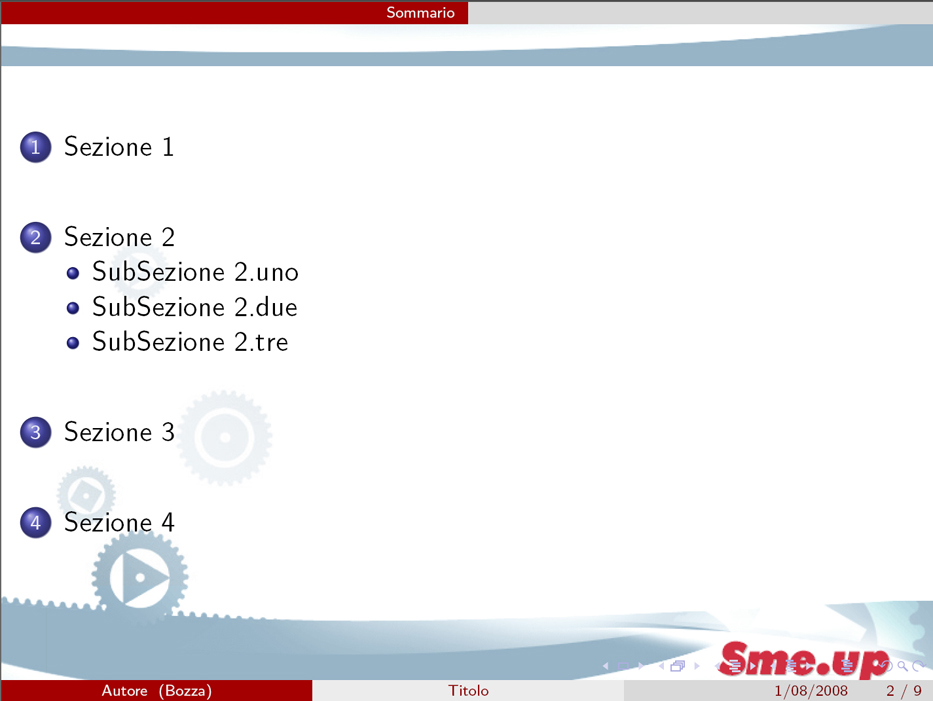 Sommario
1 Sezione 1
2 Sezione 2
SubSezione 2.uno
SubSezione 2.due
SubSezione 2.tre
3 Sezione 3
4 Sezione 4
Sme.up
Autore (Bozza) Titolo 1/08/2008 2 / 9